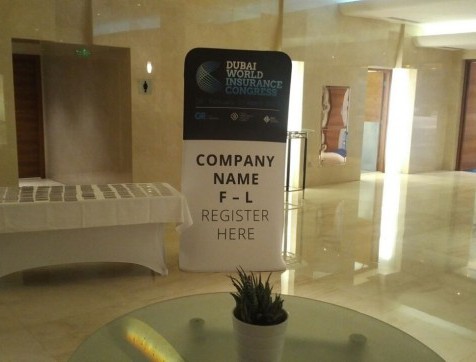 DUBAI
WORLD
INSURANCE
CONGRESS
COMPANY
NAME
F – L
REGISTER
HERE